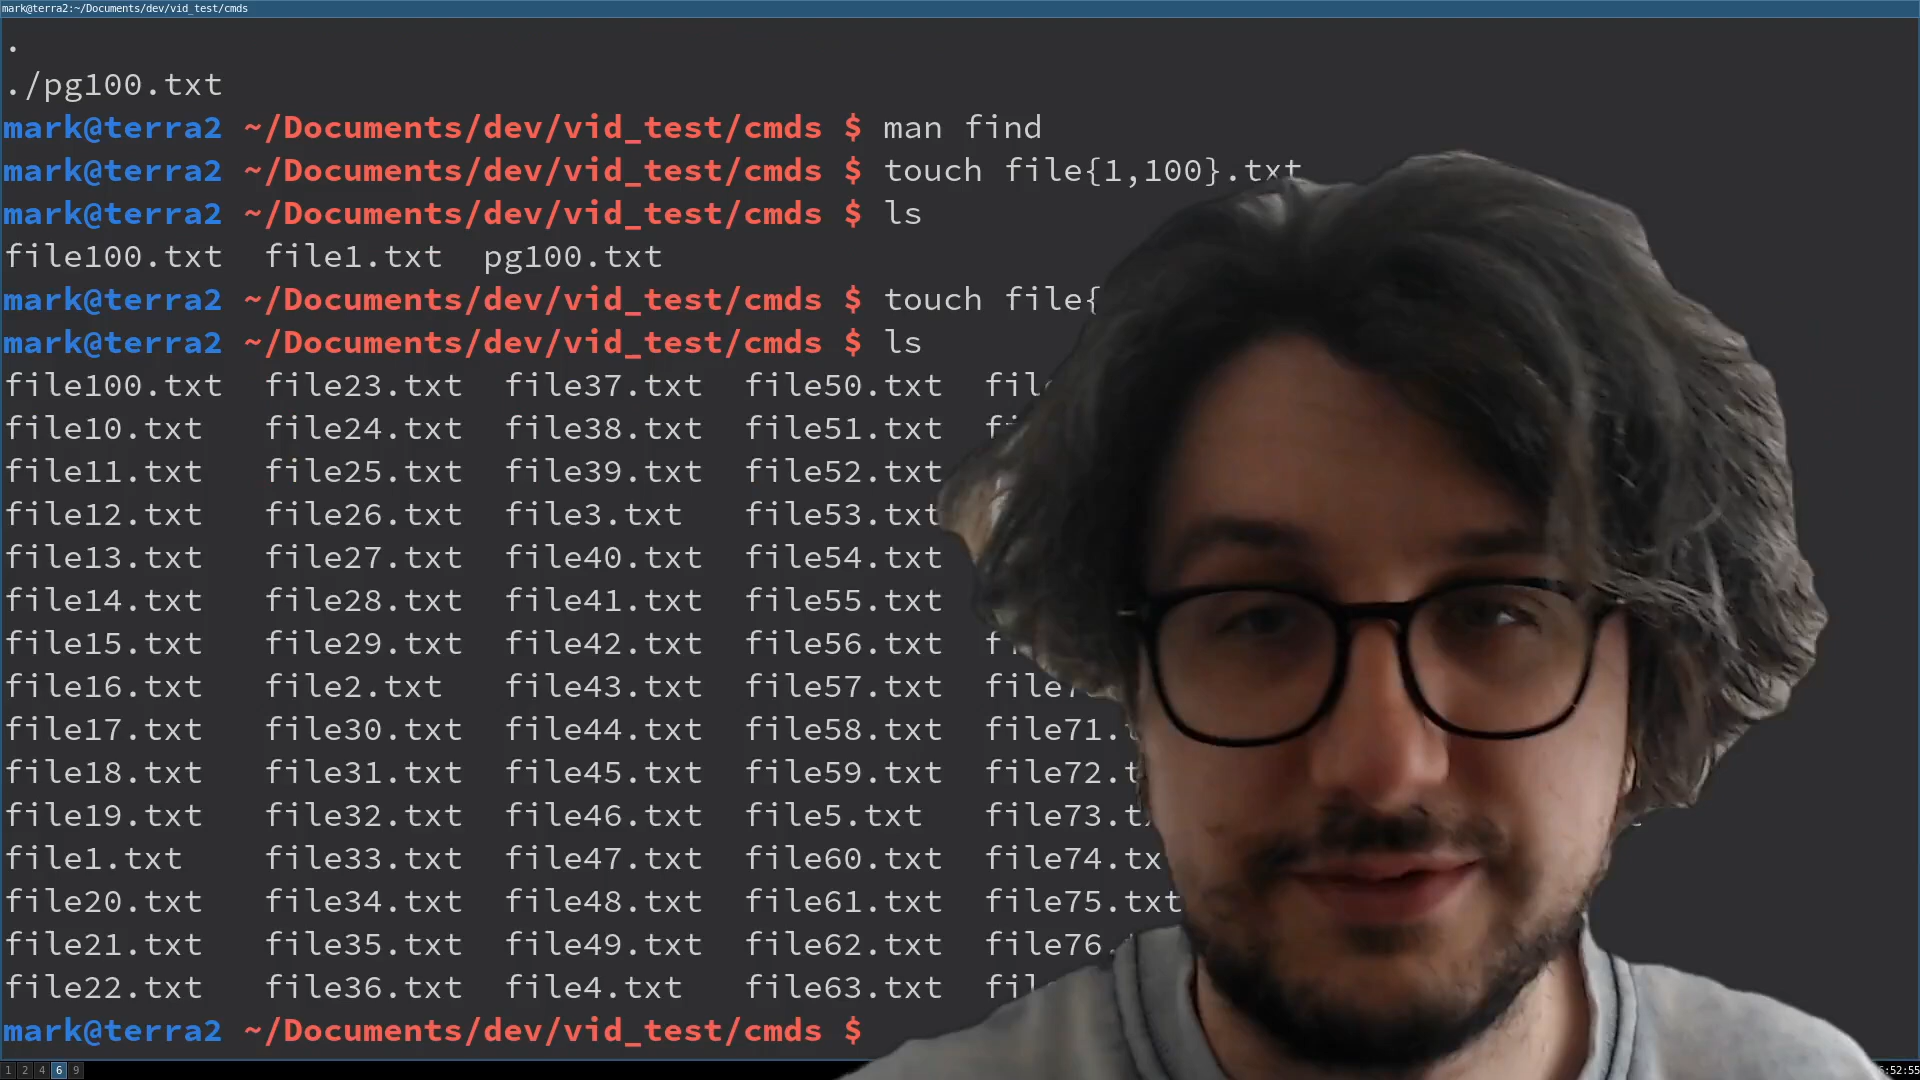 mark@terra2:~/Documents/dev/vid_test/cmds
.
./pg100.txt
mark@terra2 ~/Documents/dev/vid_test/cmds $ man find
mark@terra2 ~/Documents/dev/vid_test/cmds $ touch file{1,100}.txt
mark@terra2 ~/Documents/dev/vid_test/cmds $ ls
file100.txt file1.txt pg100.txt
mark@terra2 ~/Documents/dev/vid_test/cmds $ touch file{
mark@terra2 ~/Documents/dev/vid_test/cmds $ ls
file100.txt file23.txt file37.txt file50.txt
file10.txt file24.txt file38.txt file51.txt
file11.txt file25.txt file39.txt file52.txt
file12.txt file26.txt file3.txt file53.txt
file13.txt file27.txt file40.txt file54.txt
file14.txt file28.txt file41.txt file55.txt
file15.txt file29.txt file42.txt file56.txt
file16.txt file2.txt file43.txt file57.txt
file17.txt file30.txt file44.txt file58.txt file71.
file18.txt file31.txt file45.txt file59.txt file72.t
file19.txt file32.txt file46.txt file5.txt file73.t
file1.txt file33.txt file47.txt file60.txt file74.tx
file20.txt file34.txt file48.txt file61.txt file75.txt
file21.txt file35.txt file49.txt file62.txt file76.
file22.txt file36.txt file4.txt file63.txt
mark@terra2 ~/Documents/dev/vid_test/cmds $
1 2 4 6 9 :52:55